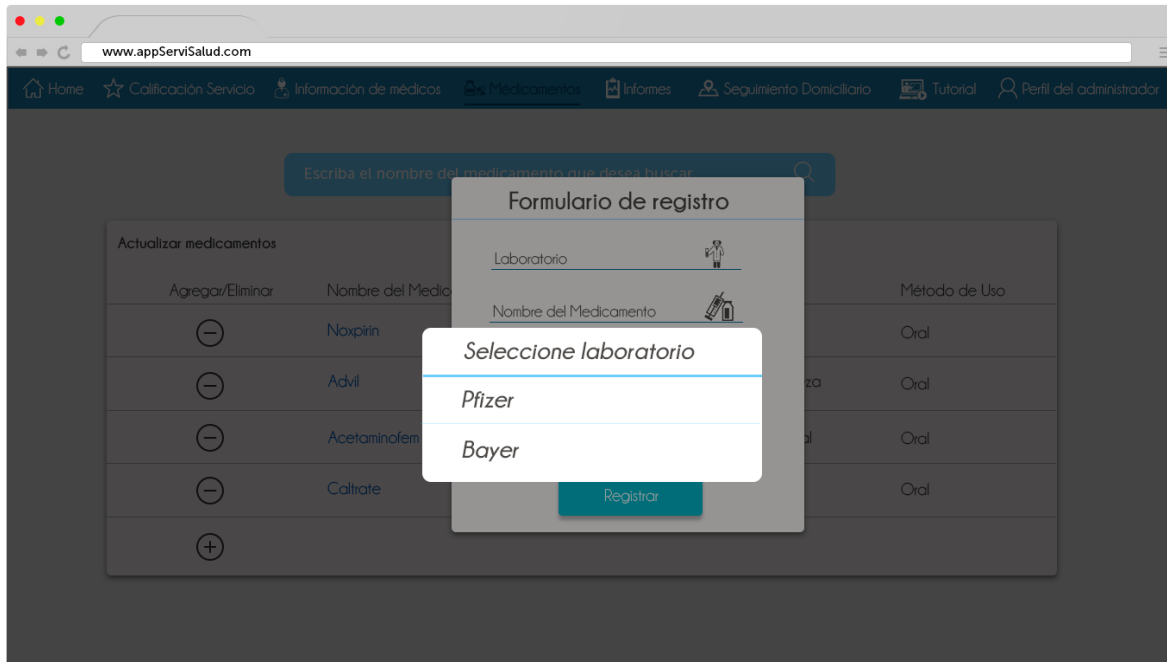 www.appServiSalud.com
Home Calificación Servicio Información de médicos Medicamentos Informes Seguimiento Domiciliario Tutorial Perfil del administrador
Escriba el nombre del medicamento que desea buscar
Formulario de registro
Actualizar medicamentos
Laboratorio
Agregar/Eliminar Nombre del Medic Método de Uso
Nombre del Medicamento
Noxpirin Oral
Seleccione laboratorio
Advil za Oral
Pfizer
Acetaminofem al Oral
Bayer
Caltrate Oral
Registrar